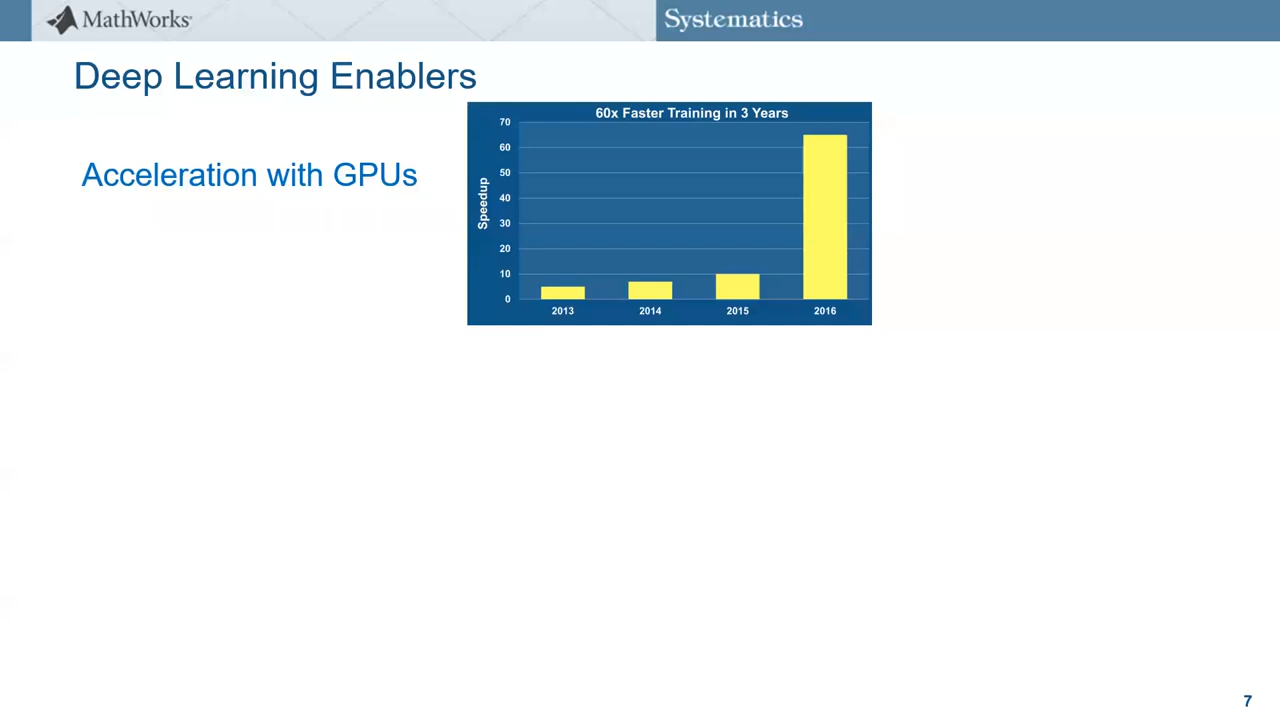 MathWorks
Systematics
Deep Learning Enablers
60x Faster Training in 3 Years
Acceleration with GPUs
Speedup
70
60
50
40
30
20
10
0
2013 2014 2015 2016
7